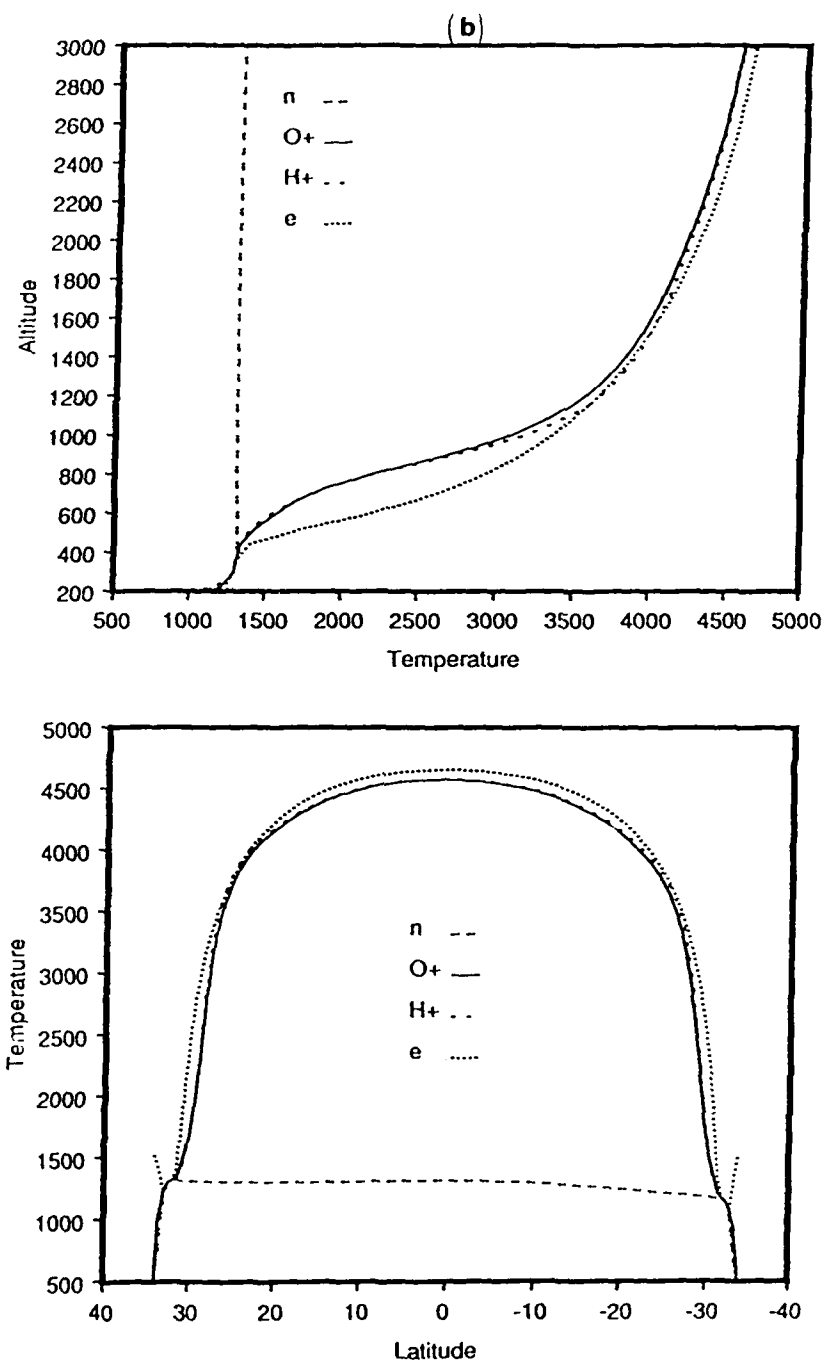 (b)
3000
2800
2600
2400
2200
2000
1800
1600
1400
1200
1000
800
600
400
200
Altitude
n ---
O+ —
H+ - -
e .....
500 1000 1500 2000 2500 3000 3500 4000 4500 5000
Temperature
5000
4500
4000
3500
3000
2500
2000
1500
1000
500
Temperature
n ---
O+ —
H+ - -
e .....
40 30 20 10 0 -10 -20 -30 -40
Latitude